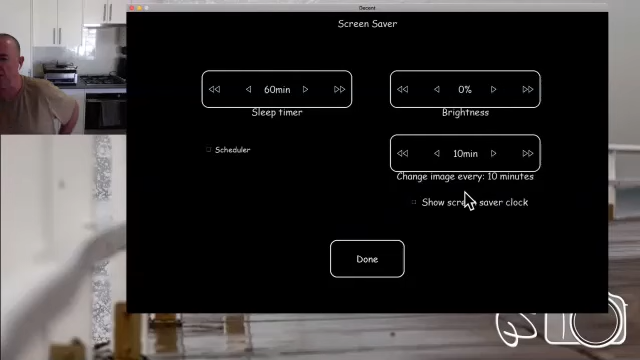 Decent
Screen Saver
60min
0%
Sleep timer
Brightness
Scheduler
10min
Change image every: 10 minutes
Show screen saver clock
Done